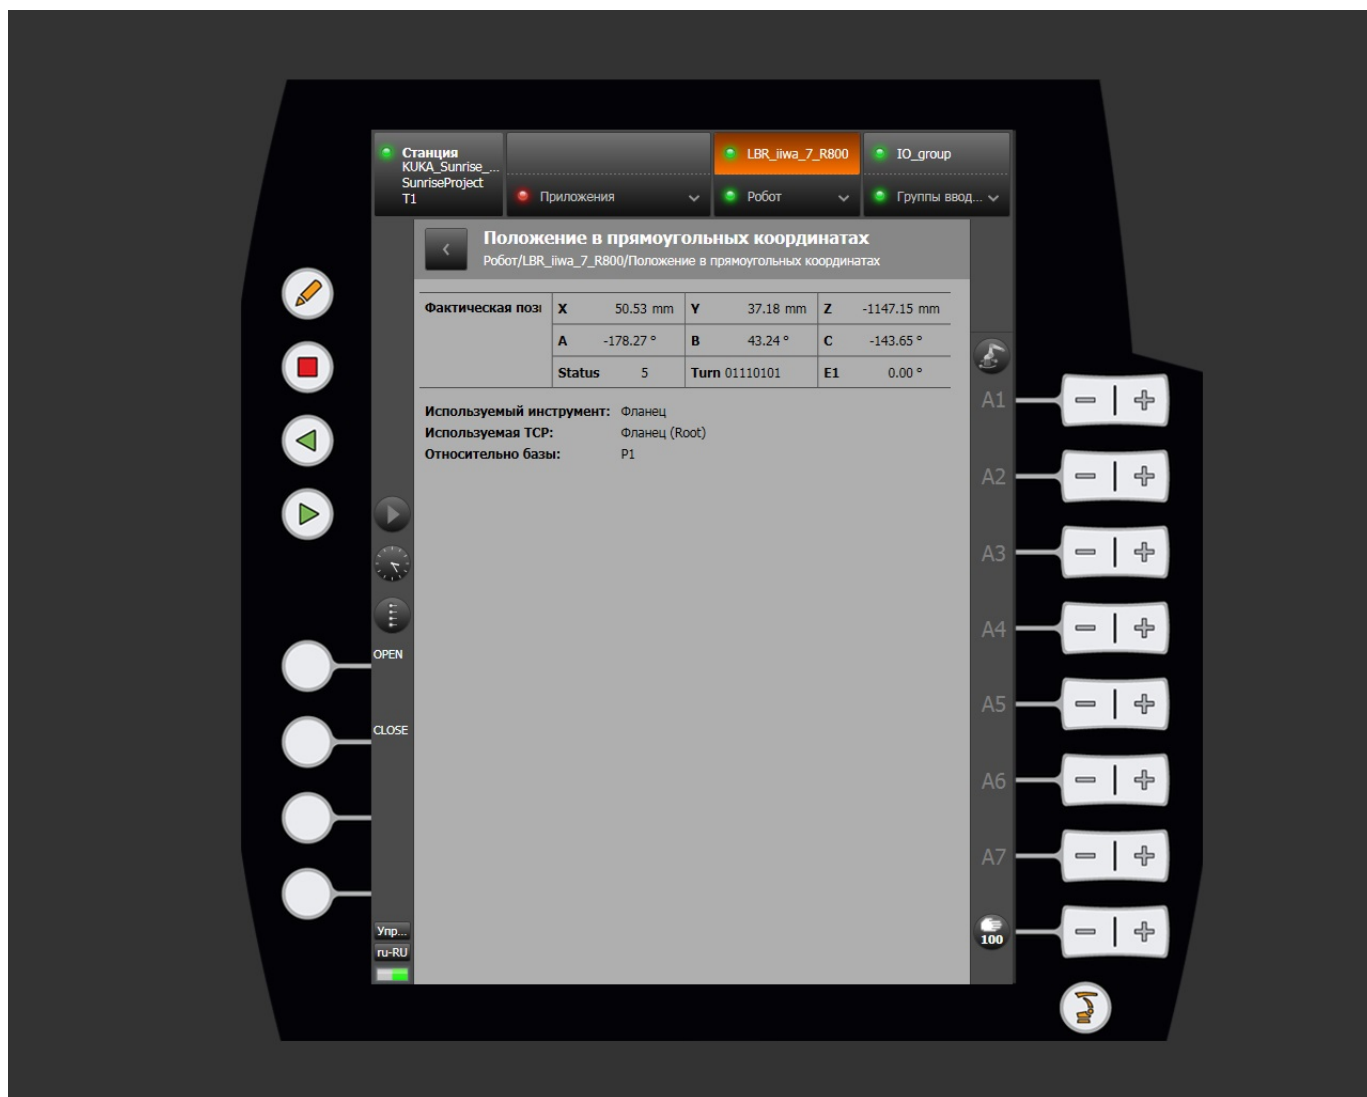 Станция
KUKA_Sunrise_...
SunriseProject
T1
Приложения
LBR_iiwa_7_R800
Робот
IO_group
Группы ввод...
Положение в прямоугольных координатах
Робот/LBR_iiwa_7_R800/Положение в прямоугольных координатах
Фактическая пози X 50.53 mm Y 37.18 mm Z -1147.15 mm
A -178.27 ° B 43.24 ° C -143.65 °
Status 5 Turn 01110101 E1 0.00 °
Используемый инструмент: Фланец
Используемая TCP: Фланец (Root)
Относительно базы: P1
A1
A2
A3
A4
A5
A6
A7
100
OPEN
CLOSE
Упр...
ru-RU